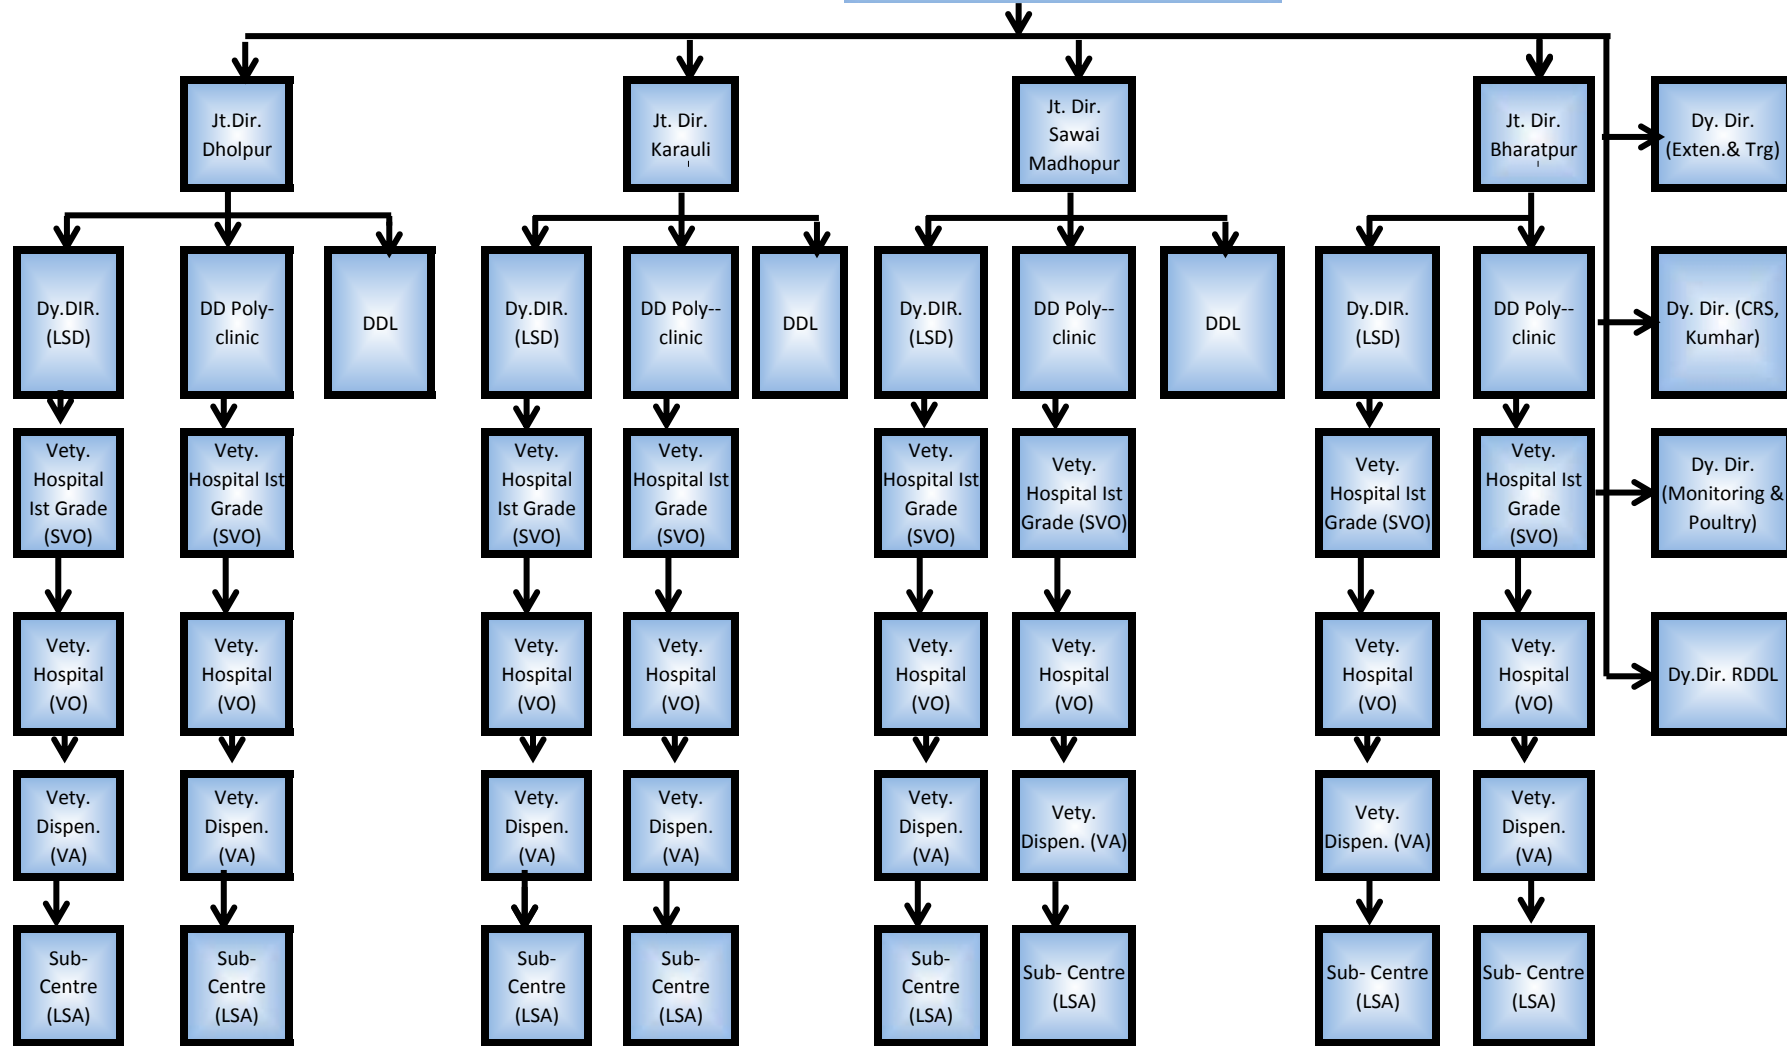 Jt.Dir.
Dholpur
Jt. Dir.
Karauli
Jt. Dir.
Sawai
Madhopur
Jt. Dir.
Bharatpur
Dy. Dir.
(Exten.& Trg)
Dy.DIR.
(LSD)
DD Poly-
clinic
DDL
Dy.DIR.
(LSD)
DD Poly--
clinic
DDL
Dy.DIR.
(LSD)
DD Poly--
clinic
DDL
Dy.DIR.
(LSD)
DD Poly--
clinic
Dy. Dir. (CRS,
Kumhar)
Vety.
Hospital
Ist Grade
(SVO)
Vety.
Hospital Ist
Grade
(SVO)
Vety.
Hospital
Ist Grade
(SVO)
Vety.
Hospital Ist
Grade
(SVO)
Vety.
Hospital Ist
Grade
(SVO)
Vety.
Hospital Ist
Grade (SVO)
Vety.
Hospital Ist
Grade (SVO)
Vety.
Hospital Ist
Grade
(SVO)
Dy. Dir.
(Monitoring &
Poultry)
Vety.
Hospital
(VO)
Vety.
Hospital
(VO)
Vety.
Hospital
(VO)
Vety.
Hospital
(VO)
Vety.
Hospital
(VO)
Vety.
Hospital
(VO)
Vety.
Hospital
(VO)
Vety.
Hospital
(VO)
Dy.Dir. RDDL
Vety.
Dispen.
(VA)
Vety.
Dispen.
(VA)
Vety.
Dispen.
(VA)
Vety.
Dispen.
(VA)
Vety.
Dispen.
(VA)
Vety.
Dispen. (VA)
Vety.
Dispen. (VA)
Vety.
Dispen.
(VA)
Sub-
Centre
(LSA)
Sub-
Centre
(LSA)
Sub-
Centre
(LSA)
Sub-
Centre
(LSA)
Sub-
Centre
(LSA)
Sub- Centre
(LSA)
Sub- Centre
(LSA)
Sub- Centre
(LSA)